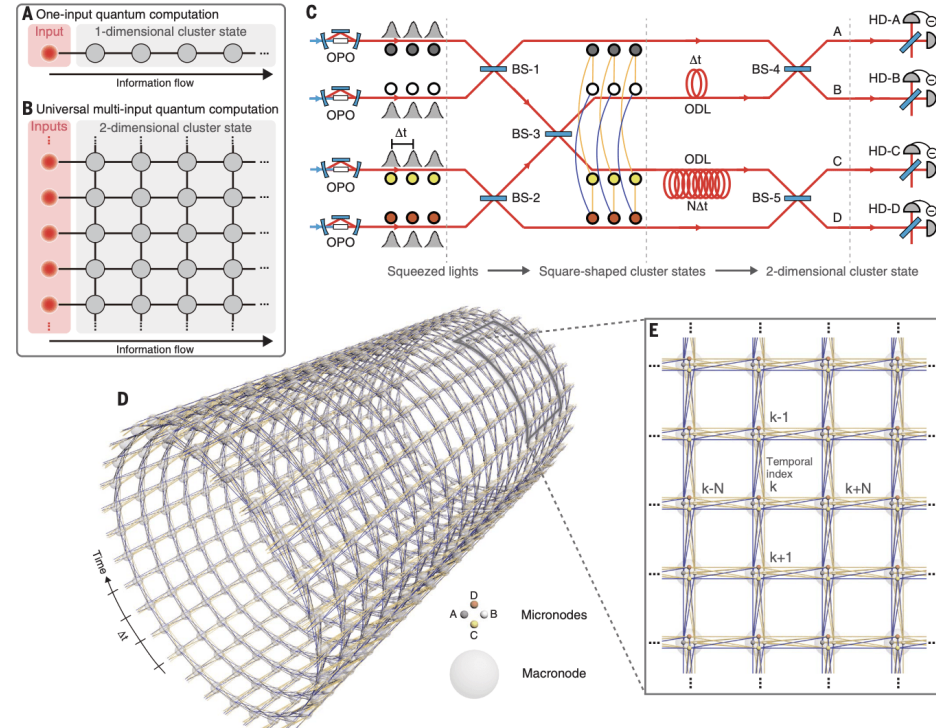 A One-input quantum computation
Input
1-dimensional cluster state
...
Information flow
B Universal multi-input quantum computation
Inputs
2-dimensional cluster state
...
...
...
...
...
Information flow
C
OPO
OPO
OPO
OPO
Δt
BS-1
BS-2
BS-3
Δt
ODL
ODL
NΔt
BS-4
BS-5
A
B
C
D
HD-A
HD-B
HD-C
HD-D
Squeezed lights
Square-shaped cluster states
2-dimensional cluster state
D
Time
Δt
D
A
B
C
Micronodes
Macronode
E
k-1
Temporal
index
k-N
k
k+N
k+1